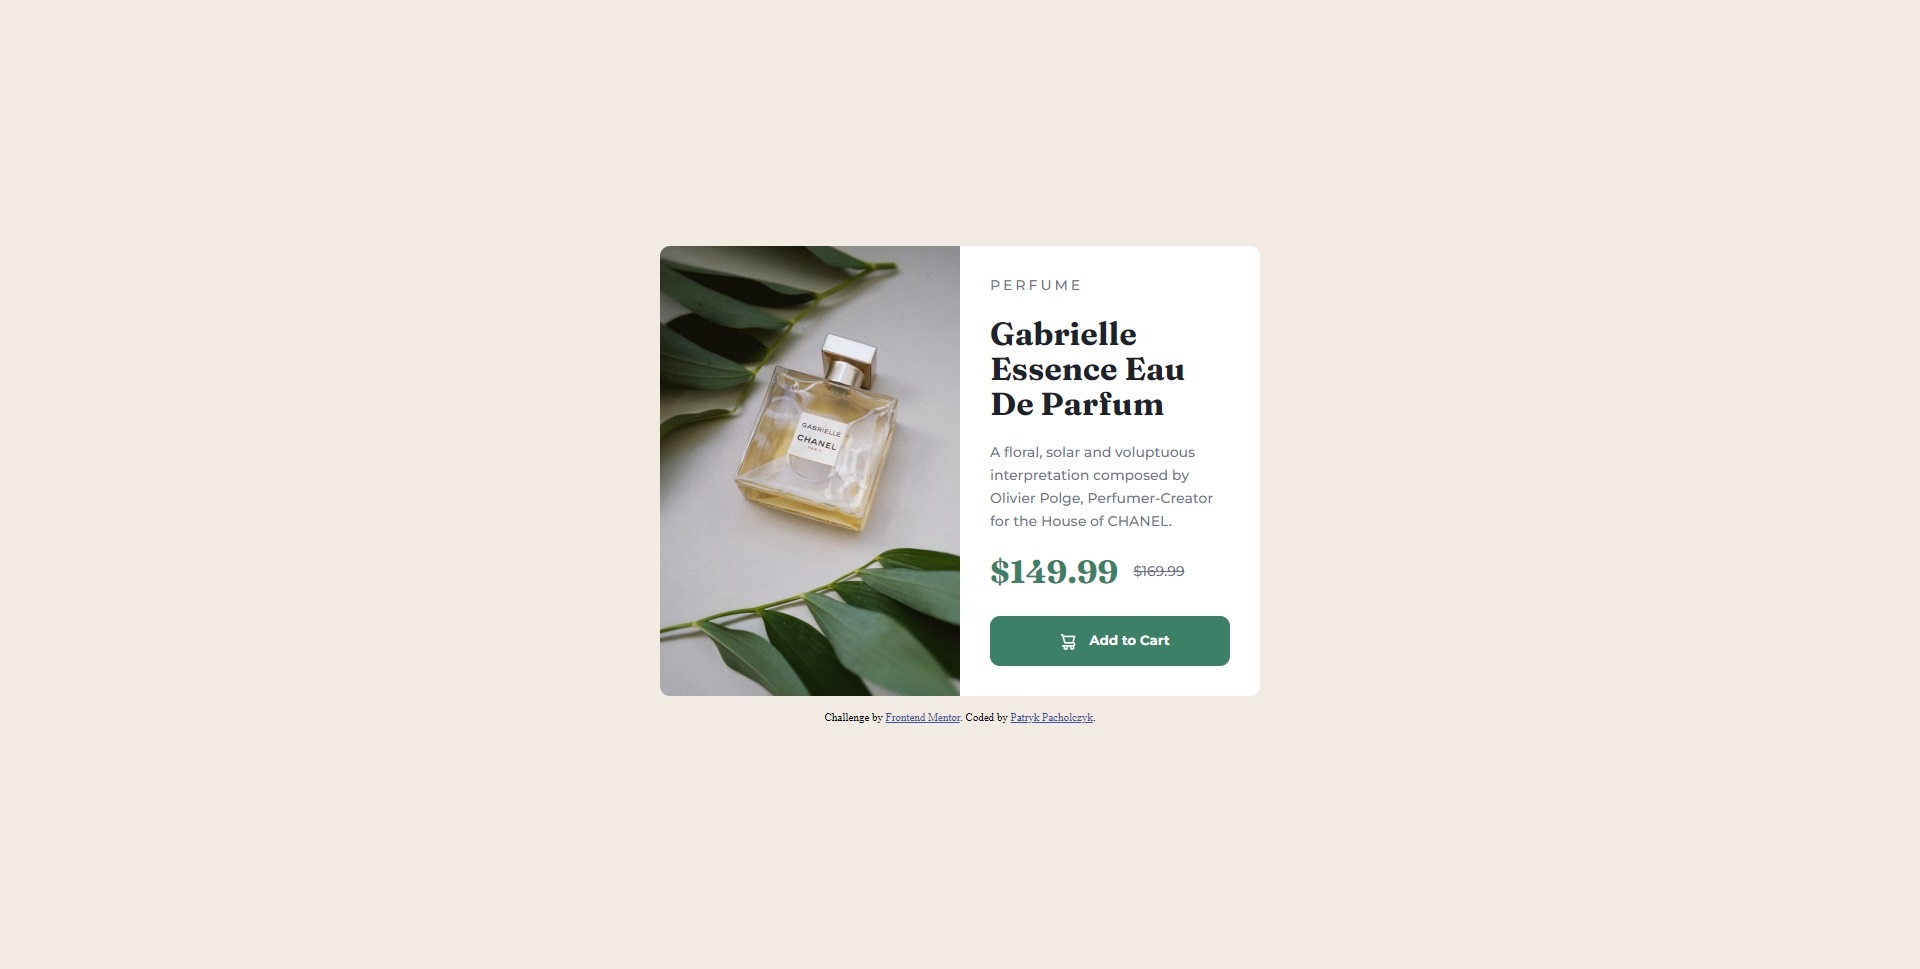 GABRIELLE
CHANEL
PARIS
PERFUME
Gabrielle
Essence Eau
De Parfum
A floral, solar and voluptuous
interpretation composed by
Olivier Polge, Perfumer-Creator
for the House of CHANEL.
$149.99 $169.99
Add to Cart
Challenge by Frontend Mentor. Coded by Patryk Pacholczyk.